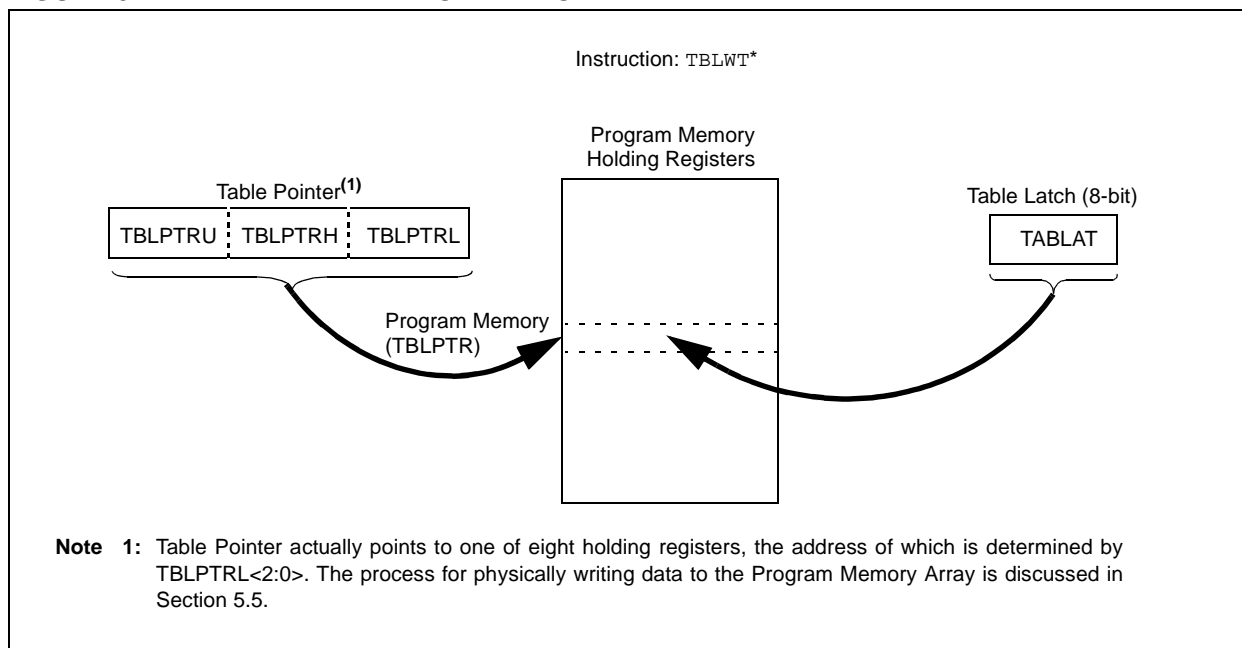 Instruction: TBLWT*
Program Memory
Holding Registers
Table Pointer(1)
Table Latch (8-bit)
TBLPTRU TBLPTRH TBLPTRL
TABLAT
Program Memory
(TBLPTR)
Note 1: Table Pointer actually points to one of eight holding registers, the address of which is determined by
TBLPTRL<2:0>. The process for physically writing data to the Program Memory Array is discussed in
Section 5.5.